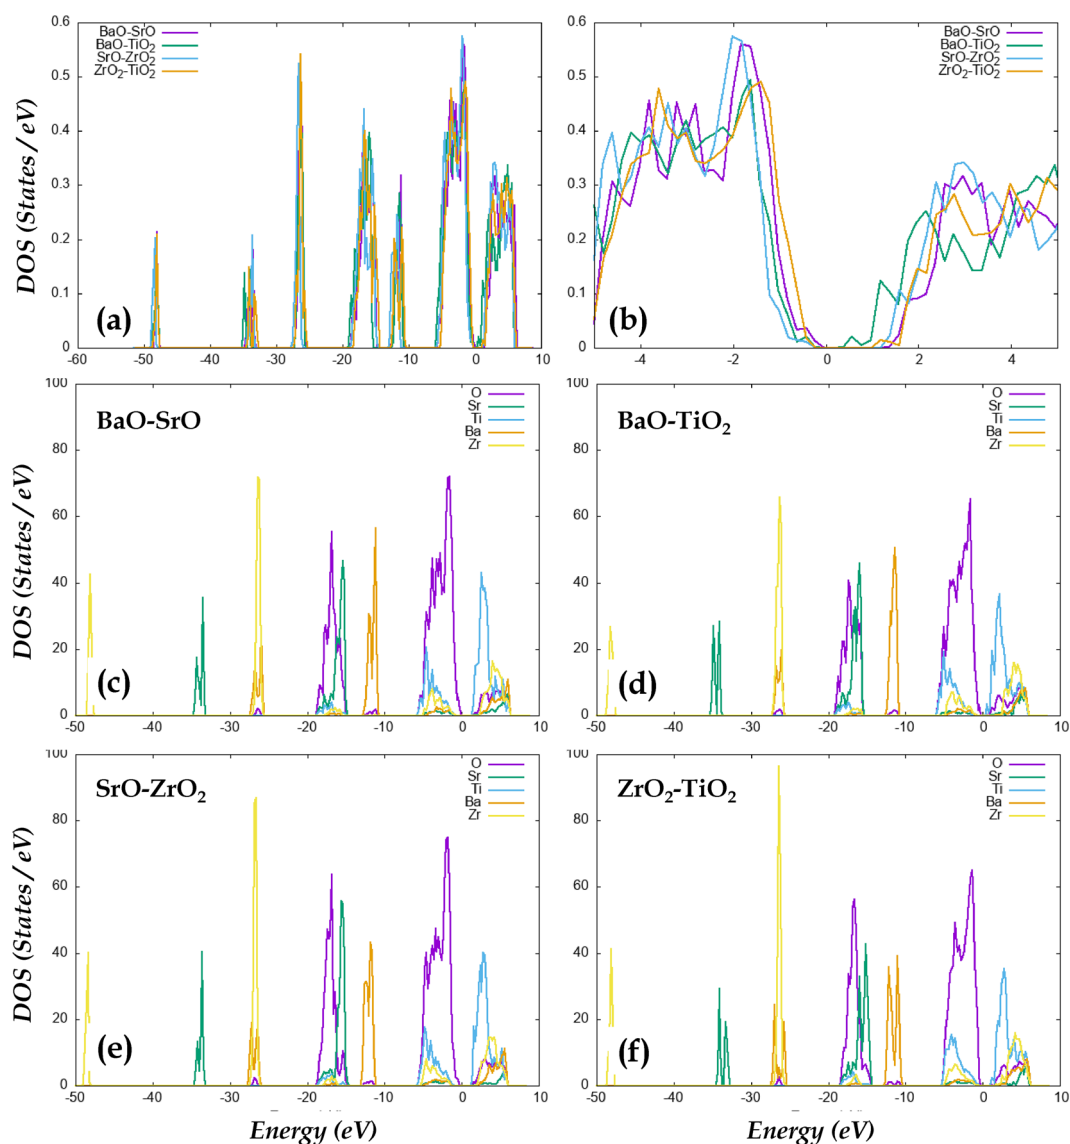 BaO-SrO
BaO-TiO2
SrO-ZrO2
ZrO2-TiO2
0.6
0.5
0.4
0.3
0.2
0.1
0
-60 -50 -40 -30 -20 -10 0 10
DOS (States / eV)
(a)
BaO-SrO
BaO-TiO2
SrO-ZrO2
ZrO2-TiO2
0.6
0.5
0.4
0.3
0.2
0.1
0
-4 -2 0 2 4
(b)
BaO-SrO
O
Sr
Ti
Ba
Zr
100
80
60
40
20
0
-50 -40 -30 -20 -10 0 10
DOS (States / eV)
(c)
BaO-TiO2
O
Sr
Ti
Ba
Zr
100
80
60
40
20
0
-50 -40 -30 -20 -10 0 10
(d)
SrO-ZrO2
O
Sr
Ti
Ba
Zr
100
80
60
40
20
0
-50 -40 -30 -20 -10 0 10
DOS (States / eV)
(e)
Energy (eV)
ZrO2-TiO2
O
Sr
Ti
Ba
Zr
100
80
60
40
20
0
-50 -40 -30 -20 -10 0 10
(f)
Energy (eV)